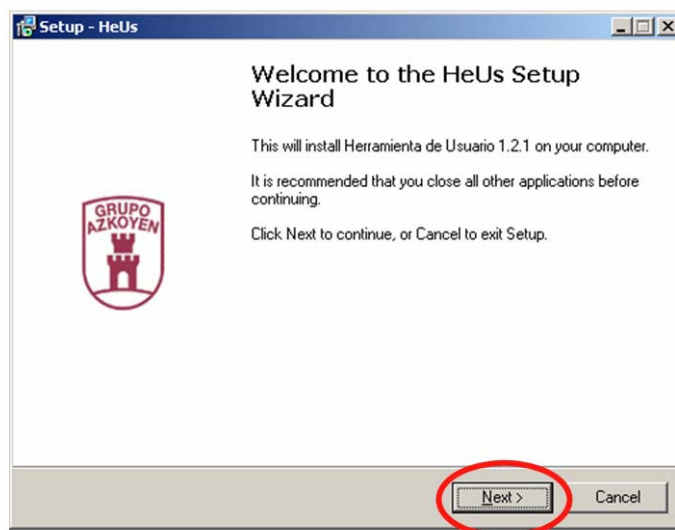 Setup - HeUs
Welcome to the HeUs Setup
Wizard
This will install Herramienta de Usuario 1.2.1 on your computer.
It is recommended that you close all other applications before
continuing.
Click Next to continue, or Cancel to exit Setup.
GRUPO
AZKOYEN
Next >
Cancel